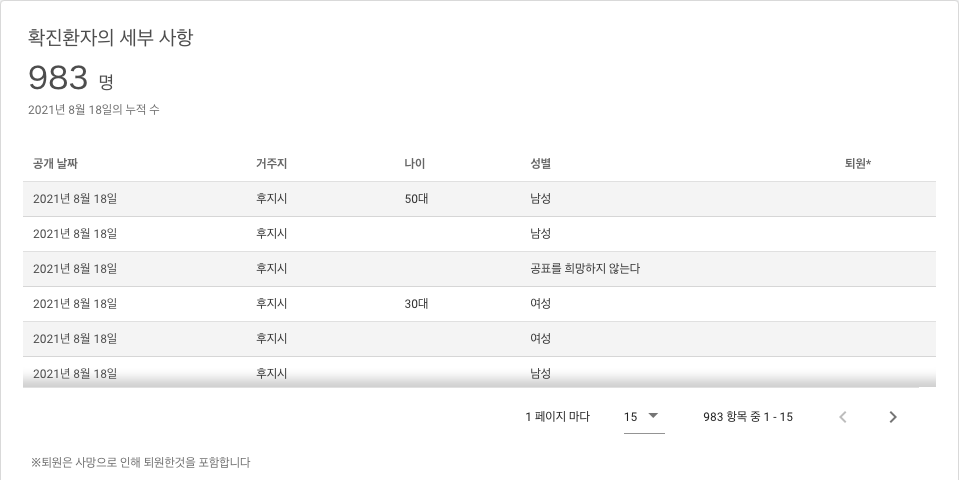 확진환자의 세부 사항
983 명
2021년 8월 18일의 누적 수
공개 날짜 거주지 나이 성별 퇴원*
2021년 8월 18일 후지시 50대 남성
2021년 8월 18일 후지시 남성
2021년 8월 18일 후지시 공표를 희망하지 않는다
2021년 8월 18일 후지시 30대 여성
2021년 8월 18일 후지시 여성
2021년 8월 18일 후지시 남성
1 페이지 마다 15 983 항목 중 1 - 15
※퇴원은 사망으로 인해 퇴원한것을 포함합니다